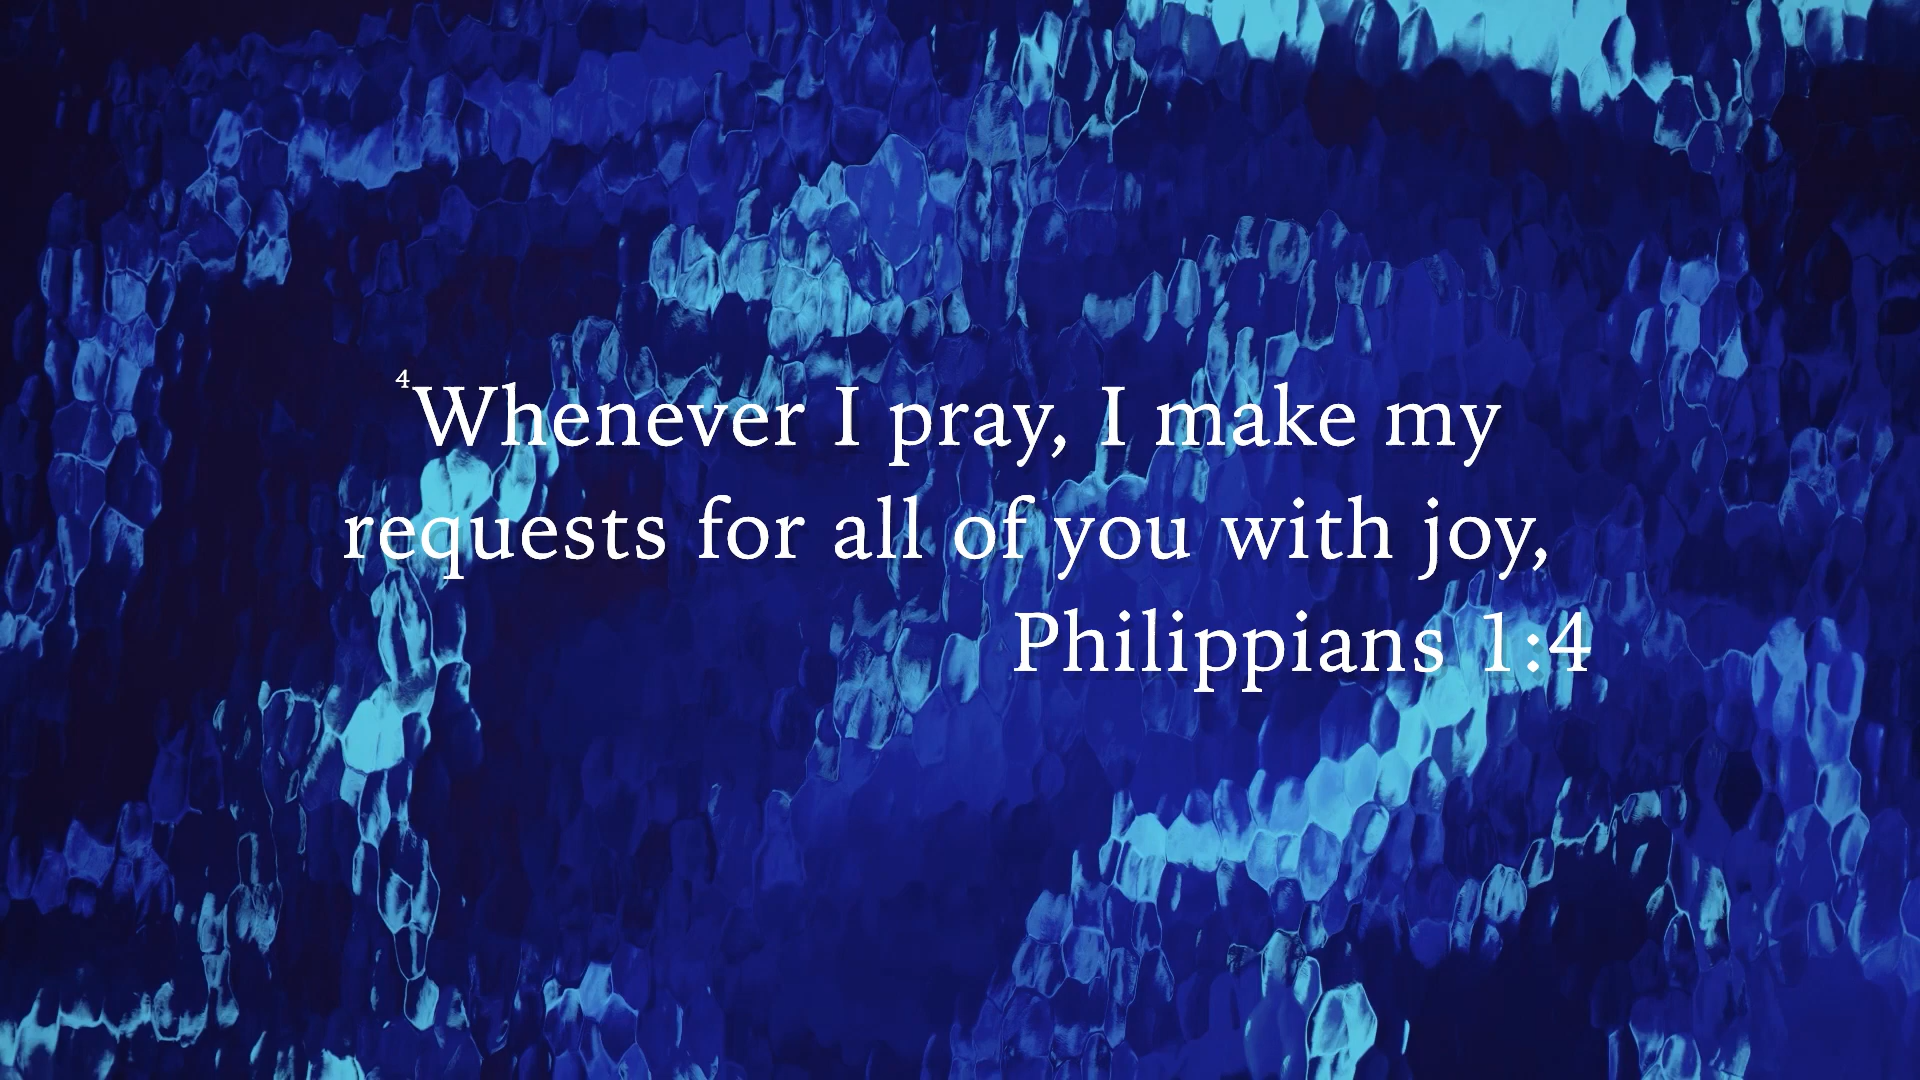 4Whenever I pray, I make my
requests for all of you with joy,
Philippians 1:4